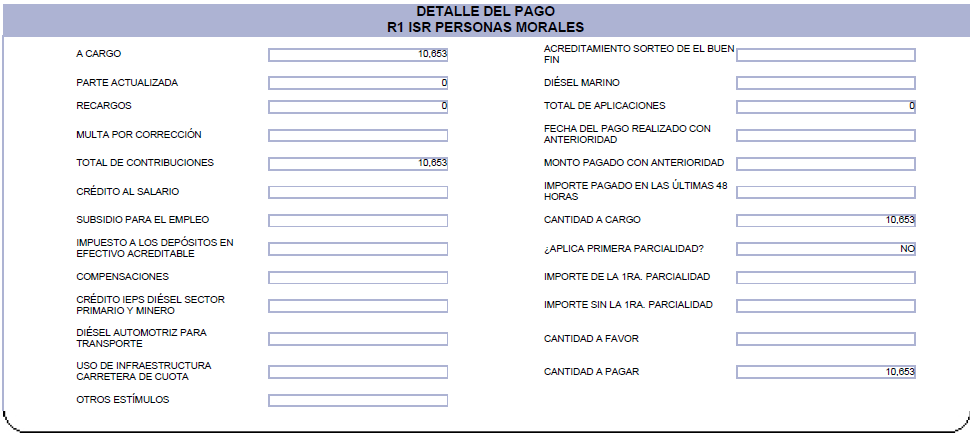 DETALLE DEL PAGO
R1 ISR PERSONAS MORALES
A CARGO 10,653
PARTE ACTUALIZADA 0
RECARGOS 0
MULTA POR CORRECCIÓN
TOTAL DE CONTRIBUCIONES 10,653
CRÉDITO AL SALARIO
SUBSIDIO PARA EL EMPLEO
IMPUESTO A LOS DEPÓSITOS EN
EFECTIVO ACREDITABLE
COMPENSACIONES
CRÉDITO IEPS DIÉSEL SECTOR
PRIMARIO Y MINERO
DIÉSEL AUTOMOTRIZ PARA
TRANSPORTE
USO DE INFRAESTRUCTURA
CARRETERA DE CUOTA
OTROS ESTÍMULOS
ACREDITAMIENTO SORTEO DE EL BUEN
FIN
DIÉSEL MARINO
TOTAL DE APLICACIONES 0
FECHA DEL PAGO REALIZADO CON
ANTERIORIDAD
MONTO PAGADO CON ANTERIORIDAD
IMPORTE PAGADO EN LAS ÚLTIMAS 48
HORAS
CANTIDAD A CARGO 10,653
¿APLICA PRIMERA PARCIALIDAD? NO
IMPORTE DE LA 1RA. PARCIALIDAD
IMPORTE SIN LA 1RA. PARCIALIDAD
CANTIDAD A FAVOR
CANTIDAD A PAGAR 10,653